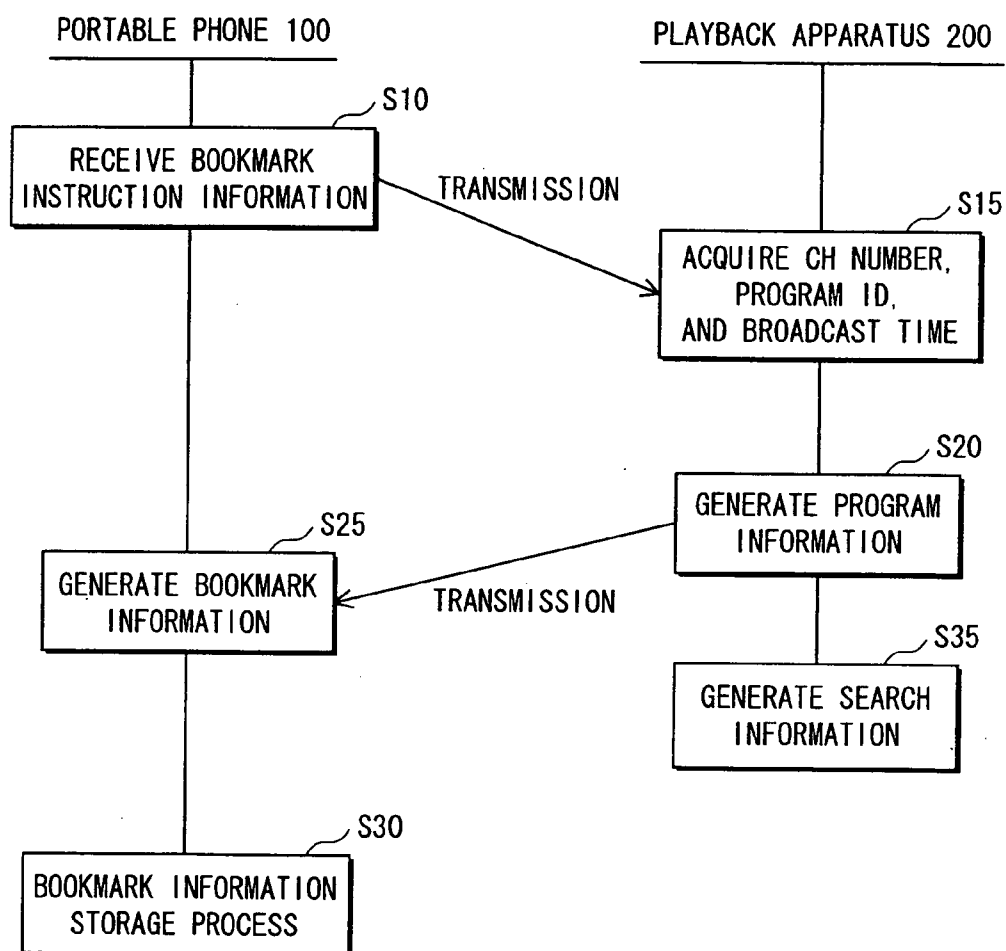 PORTABLE PHONE 100
PLAYBACK APPARATUS 200
S10
RECEIVE BOOKMARK
INSTRUCTION INFORMATION
TRANSMISSION
S15
ACQUIRE CH NUMBER,
PROGRAM ID,
AND BROADCAST TIME
S20
GENERATE PROGRAM
INFORMATION
S25
GENERATE BOOKMARK
INFORMATION
TRANSMISSION
S35
GENERATE SEARCH
INFORMATION
S30
BOOKMARK INFORMATION
STORAGE PROCESS